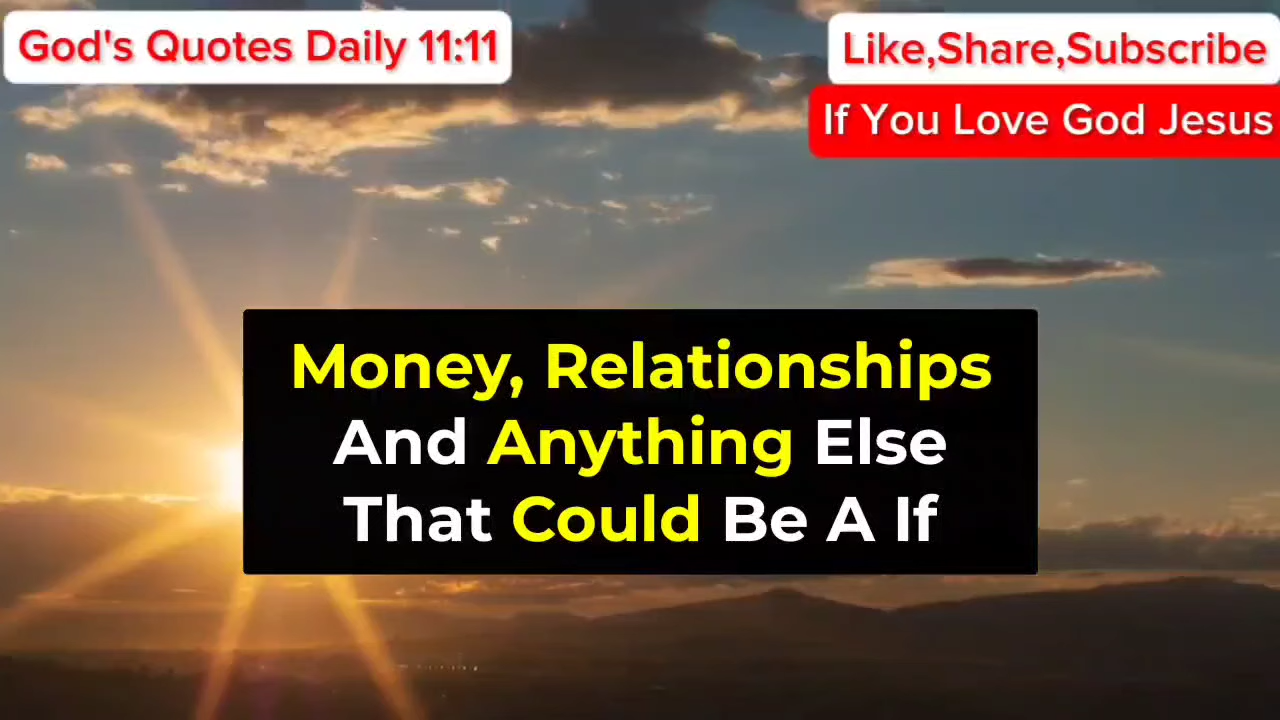 God's Quotes Daily 11:11
Like,Share,Subscribe
If You Love God Jesus
Money, Relationships
And Anything Else
That Could Be A If